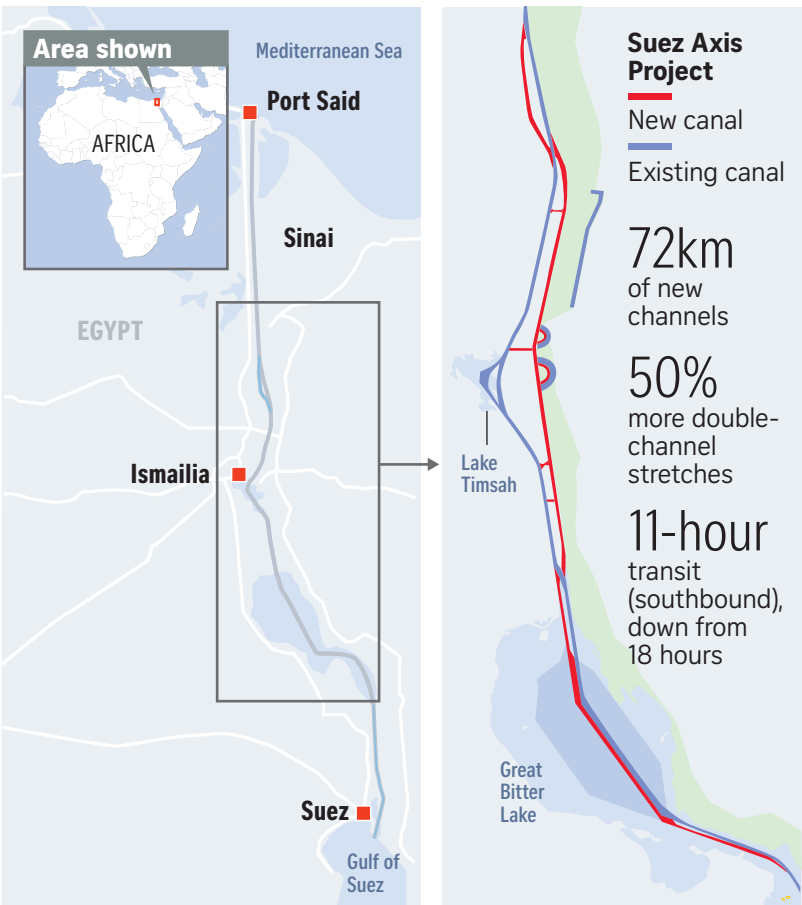 Area shown
AFRICA
Mediterranean Sea
Port Said
Sinai
EGYPT
Ismailia
Suez
Gulf of
Suez
Suez Axis
Project
New canal
Existing canal
72km
of new
channels
50%
more double-
channel
stretches
11-hour
transit
(southbound),
down from
18 hours
Lake
Timsah
Great
Bitter
Lake